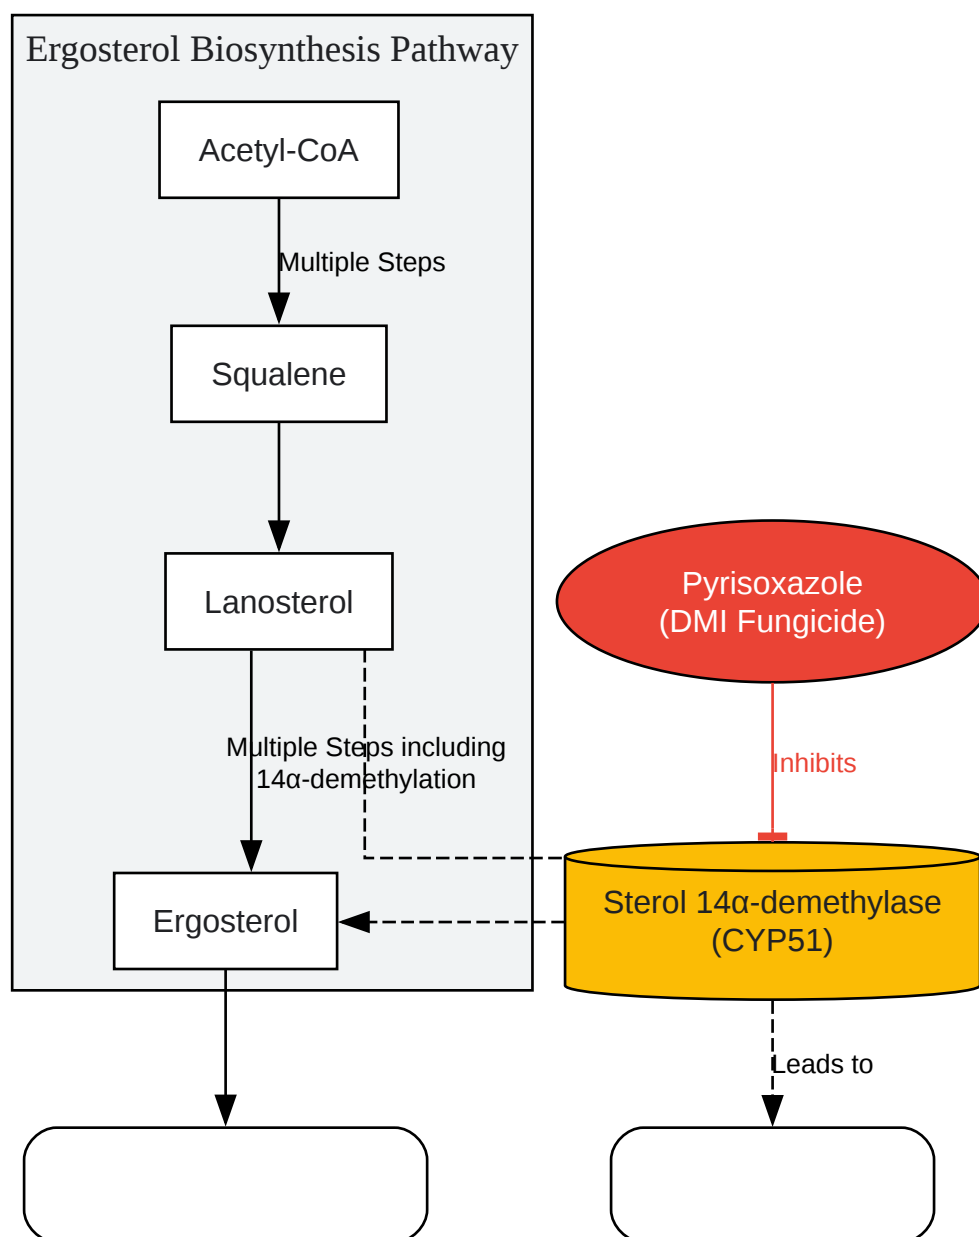 Ergosterol Biosynthesis Pathway
Acetyl-CoA
Multiple Steps
Squalene
Lanosterol
Pyrisoxazole
(DMI Fungicide)
Multiple Steps including
14α-demethylation
Inhibits
Ergosterol
Sterol 14α-demethylase
(CYP51)
Leads to